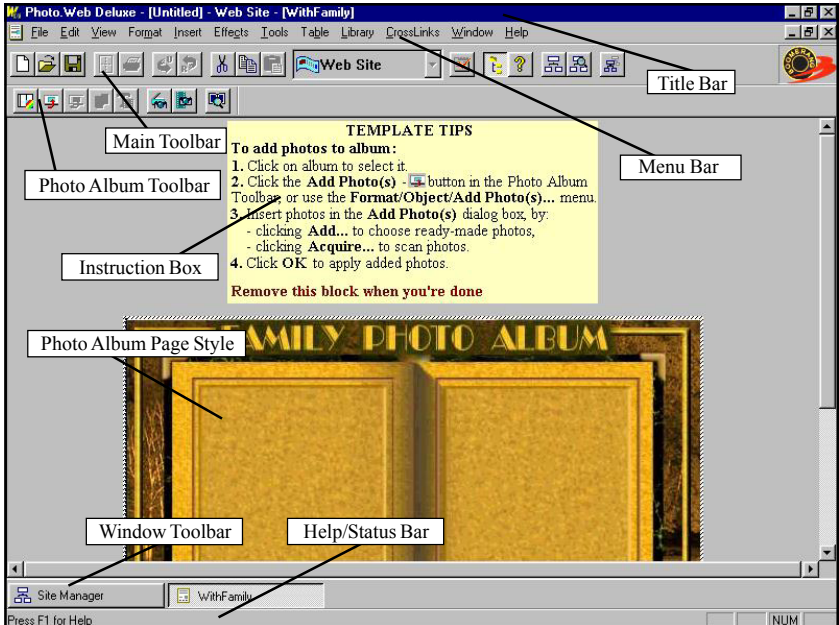 Photo.Web Deluxe - [Untitled] - Web Site - [WithFamily]
File Edit View Format Insert Effects Tools Table Library CrossLinks Window Help
Web Site
BOOMERANG
Title Bar
Main Toolbar
Menu Bar
Photo Album Toolbar
TEMPLATE TIPS
To add photos to album:
1. Click on album to select it.
2. Click the Add Photo(s) - button in the Photo Album
Toolbar, or use the Format/Object/Add Photo(s)... menu.
3. Insert photos in the Add Photo(s) dialog box, by:
- clicking Add... to choose ready-made photos,
- clicking Acquire... to scan photos.
4. Click OK to apply added photos.
Remove this block when you're done
Instruction Box
FAMILY PHOTO ALBUM
Photo Album Page Style
Window Toolbar
Help/Status Bar
Site Manager
WithFamily
Press F1 for Help
NUM